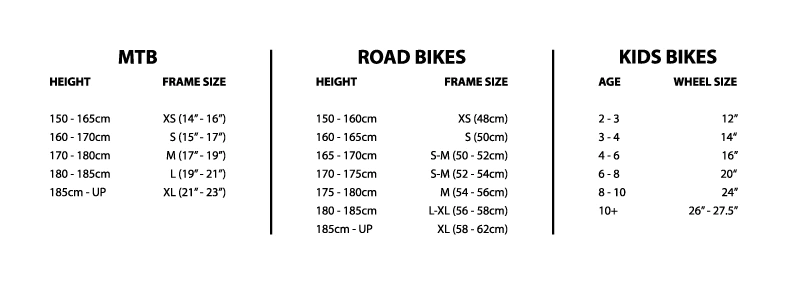 MTB
HEIGHT FRAME SIZE
150 - 165cm XS (14” - 16”)
160 - 170cm S (15” - 17”)
170 - 180cm M (17” - 19”)
180 - 185cm L (19” - 21”)
185cm - UP XL (21” - 23”)
ROAD BIKES
HEIGHT FRAME SIZE
150 - 160cm XS (48cm)
160 - 165cm S (50cm)
165 - 170cm S-M (50 - 52cm)
170 - 175cm S-M (52 - 54cm)
175 - 180cm M (54 - 56cm)
180 - 185cm L-XL (56 - 58cm)
185cm - UP XL (58 - 62cm)
KIDS BIKES
AGE WHEEL SIZE
2 - 3 12”
3 - 4 14”
4 - 6 16”
6 - 8 20”
8 - 10 24”
10+ 26” - 27.5”